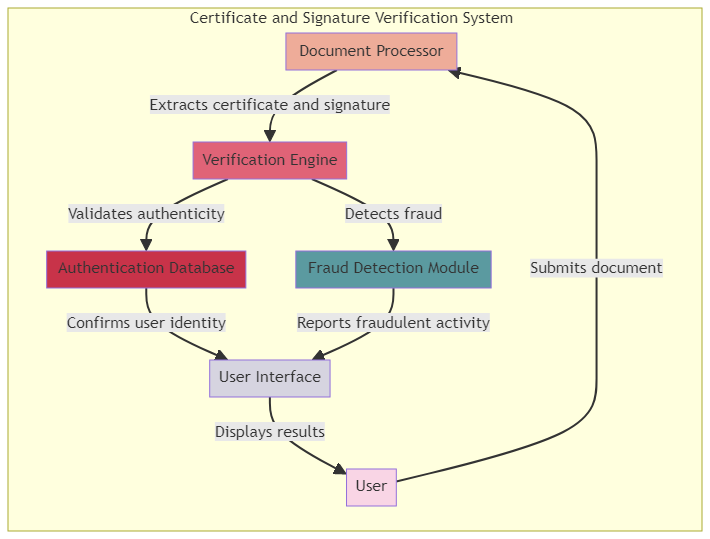 Certificate and Signature Verification System
Document Processor
Extracts certificate and signature
Verification Engine
Validates authenticity
Detects fraud
Authentication Database
Fraud Detection Module
Submits document
Confirms user identity
Reports fraudulent activity
User Interface
Displays results
User